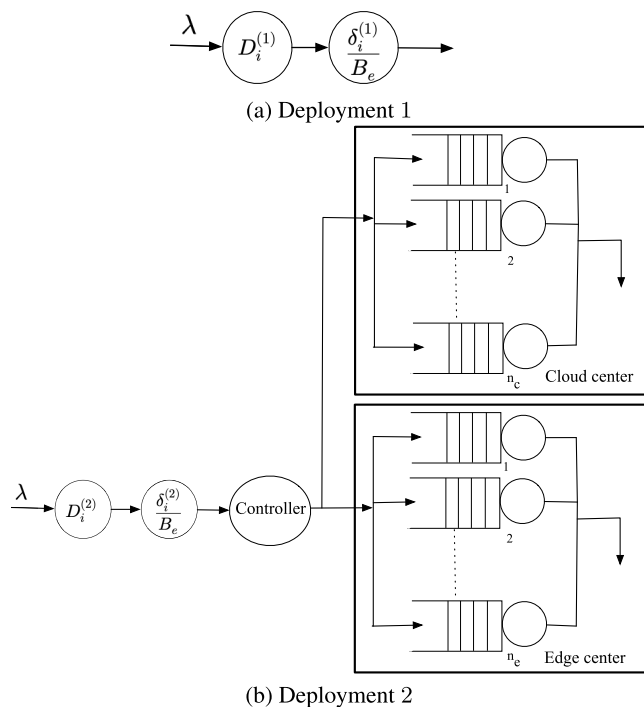 λ
D_i^(1)
δ_i^(1)
B_e
(a) Deployment 1
1
2
n_c
Cloud center
1
λ
D_i^(2)
δ_i^(2)
B_e
Controller
2
n_e
Edge center
(b) Deployment 2